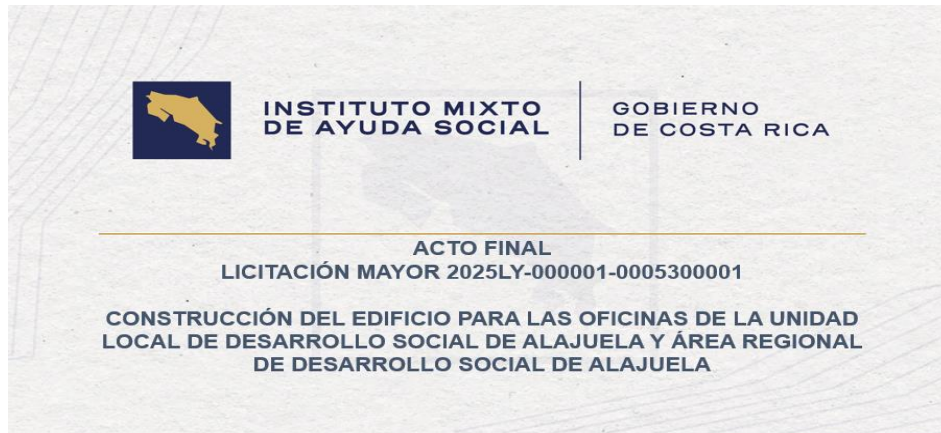 INSTITUTO MIXTO
DE AYUDA SOCIAL
GOBIERNO
DE COSTA RICA
ACTO FINAL
LICITACIÓN MAYOR 2025LY-000001-0005300001
CONSTRUCCIÓN DEL EDIFICIO PARA LAS OFICINAS DE LA UNIDAD
LOCAL DE DESARROLLO SOCIAL DE ALAJUELA Y ÁREA REGIONAL
DE DESARROLLO SOCIAL DE ALAJUELA